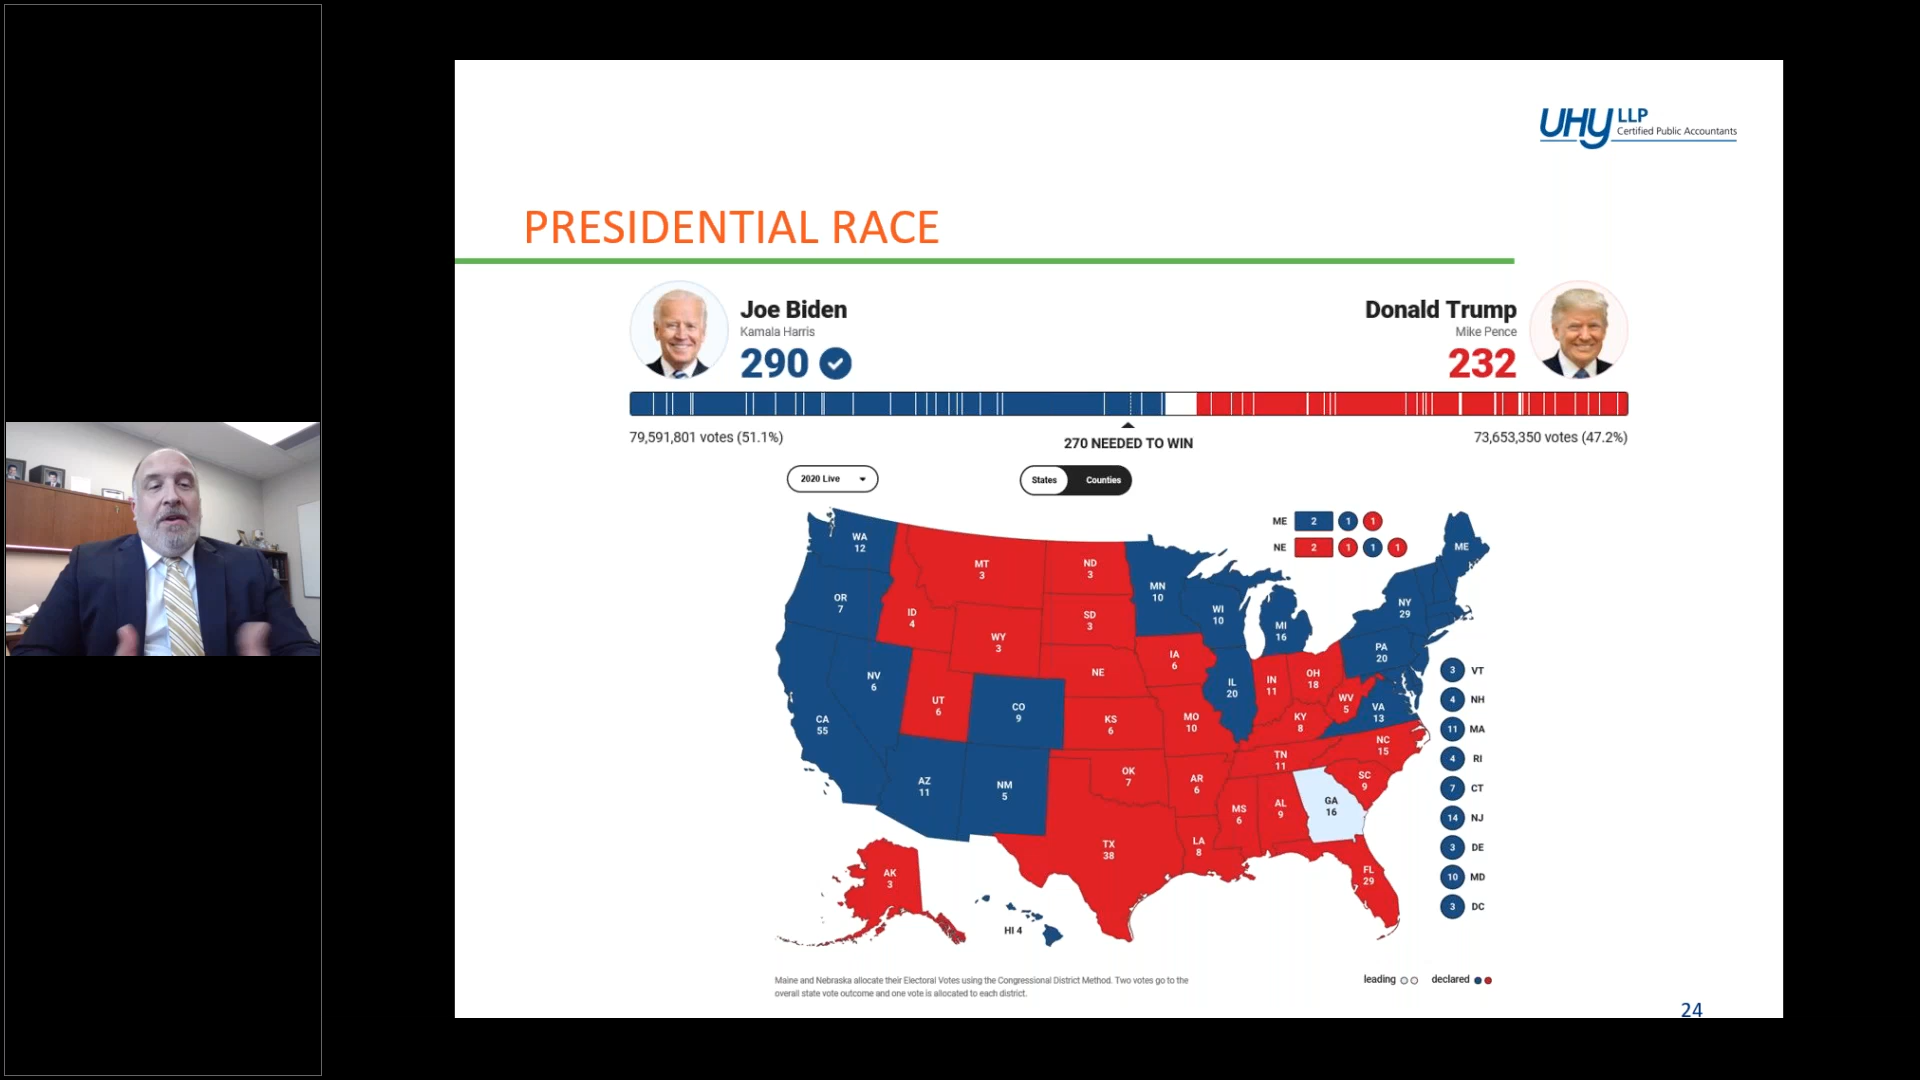 UHY LLP
Certified Public Accountants
PRESIDENTIAL RACE
Joe Biden
Kamala Harris
290
Donald Trump
Mike Pence
232
79,591,801 votes (51.1%)
270 NEEDED TO WIN
73,653,350 votes (47.2%)
2020 Live
States
Counties
ME 2 1 1
NE 2 1 1 1
WA
12
OR
7
CA
55
NV
6
ID
4
MT
3
WY
3
UT
6
CO
9
AZ
11
NM
5
ND
3
SD
3
NE
KS
6
OK
7
TX
38
MN
10
IA
6
MO
10
AR
6
LA
8
WI
10
IL
20
MI
16
IN
11
OH
18
KY
8
TN
11
MS
6
AL
9
GA
16
FL
29
SC
9
NC
15
VA
13
WV
5
PA
20
NY
29
ME
AK
3
HI 4
3 VT
4 NH
11 MA
4 RI
7 CT
14 NJ
3 DE
10 MD
3 DC
Maine and Nebraska allocate their Electoral Votes using the Congressional District Method. Two votes go to the
overall state vote outcome and one vote is allocated to each district.
leading
declared
24